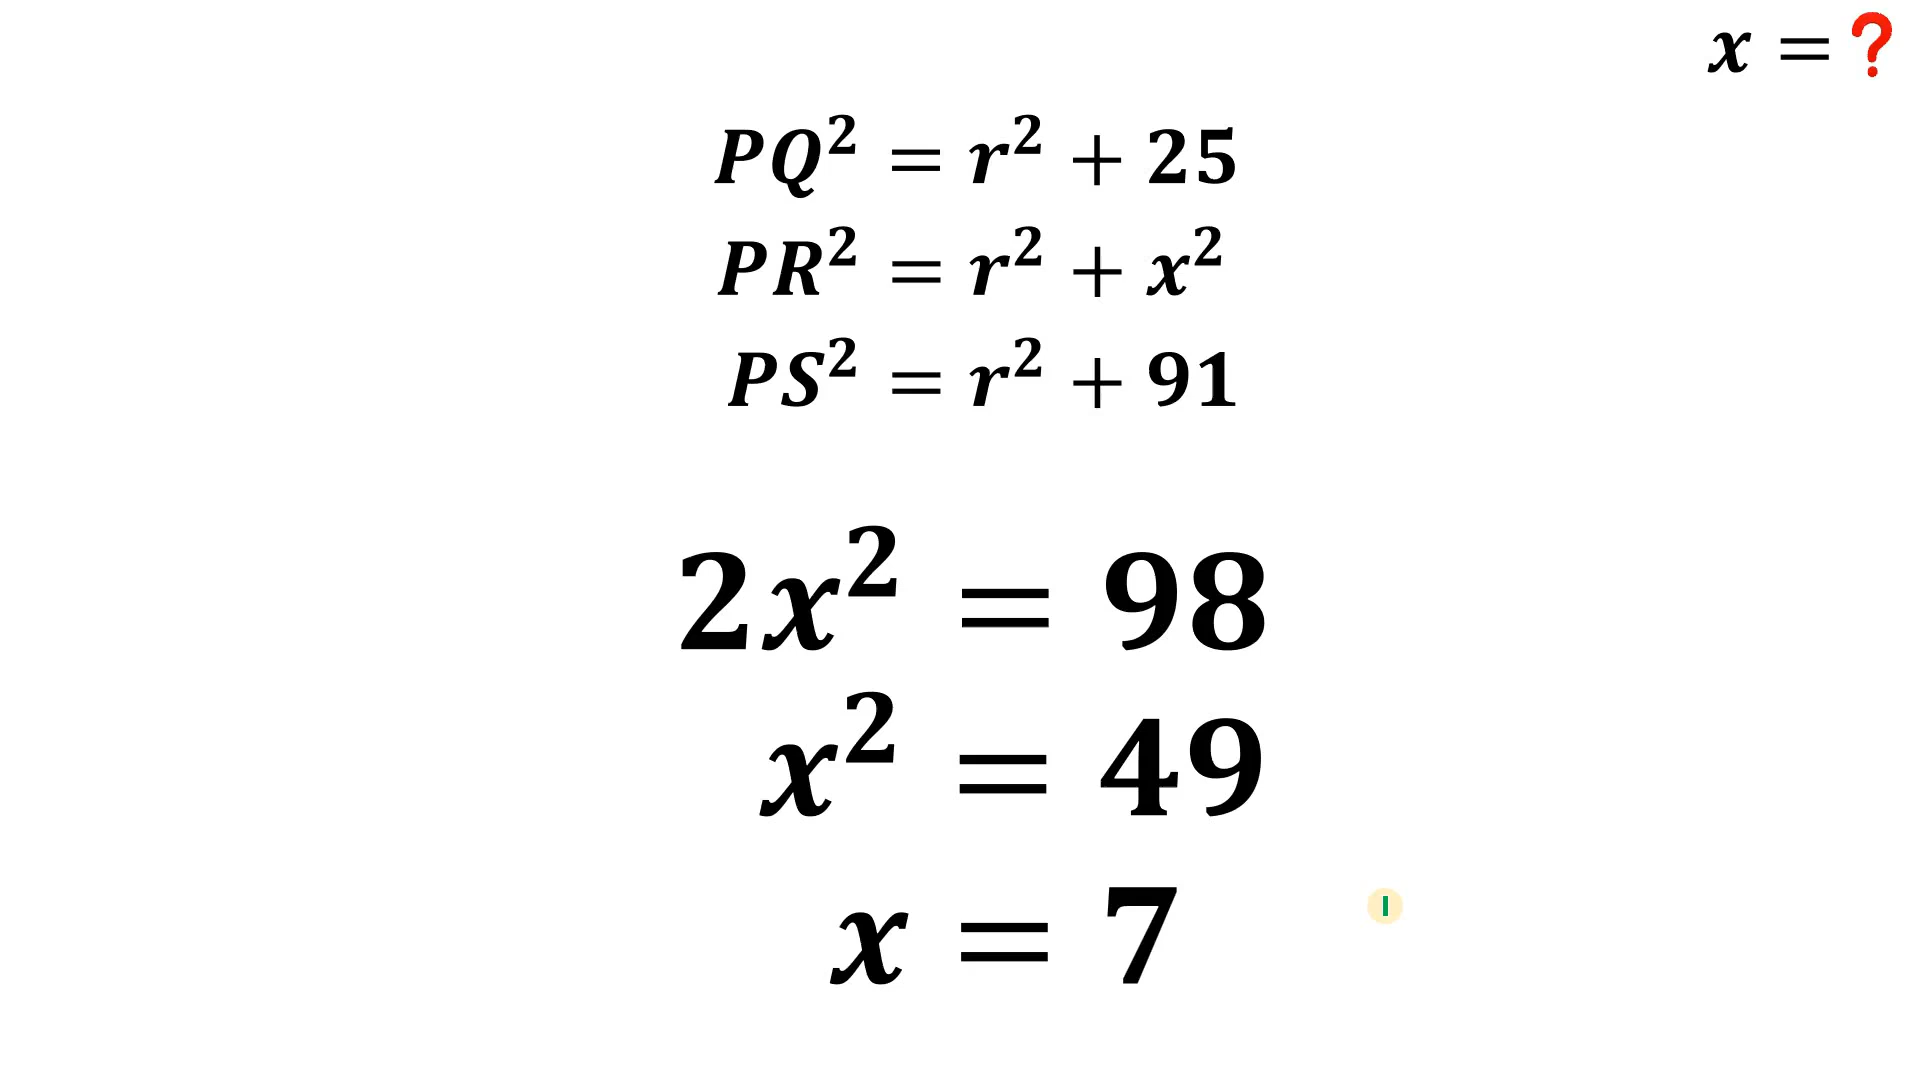 x = ❓
PQ² = r² + 25
PR² = r² + x²
PS² = r² + 91
2x² = 98
x² = 49
x = 7